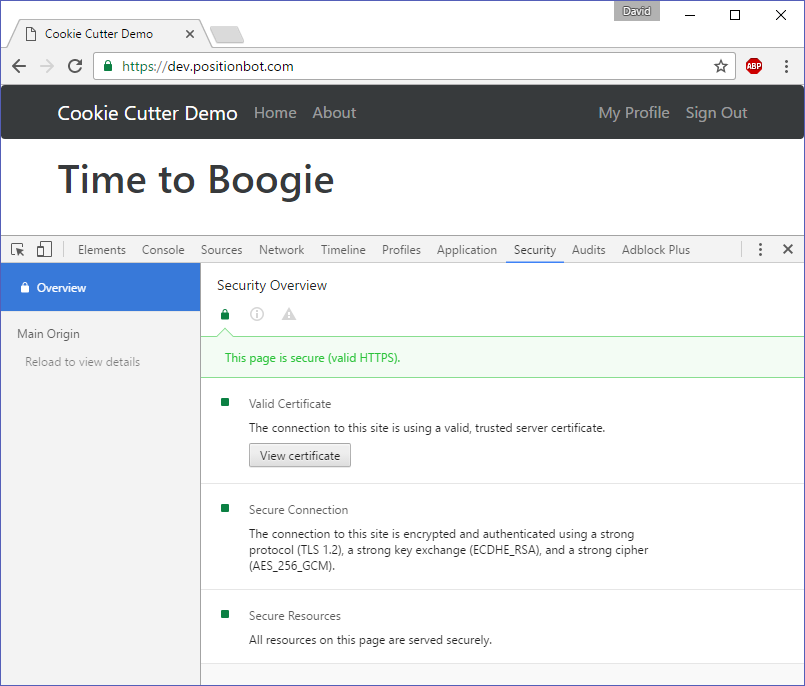 David
Cookie Cutter Demo
https://dev.positionbot.com
ABP
Cookie Cutter Demo Home About My Profile Sign Out
Time to Boogie
Elements Console Sources Network Timeline Profiles Application Security Audits Adblock Plus
Overview
Main Origin
Reload to view details
Security Overview
This page is secure (valid HTTPS).
Valid Certificate
The connection to this site is using a valid, trusted server certificate.
View certificate
Secure Connection
The connection to this site is encrypted and authenticated using a strong
protocol (TLS 1.2), a strong key exchange (ECDHE_RSA), and a strong cipher
(AES_256_GCM).
Secure Resources
All resources on this page are served securely.